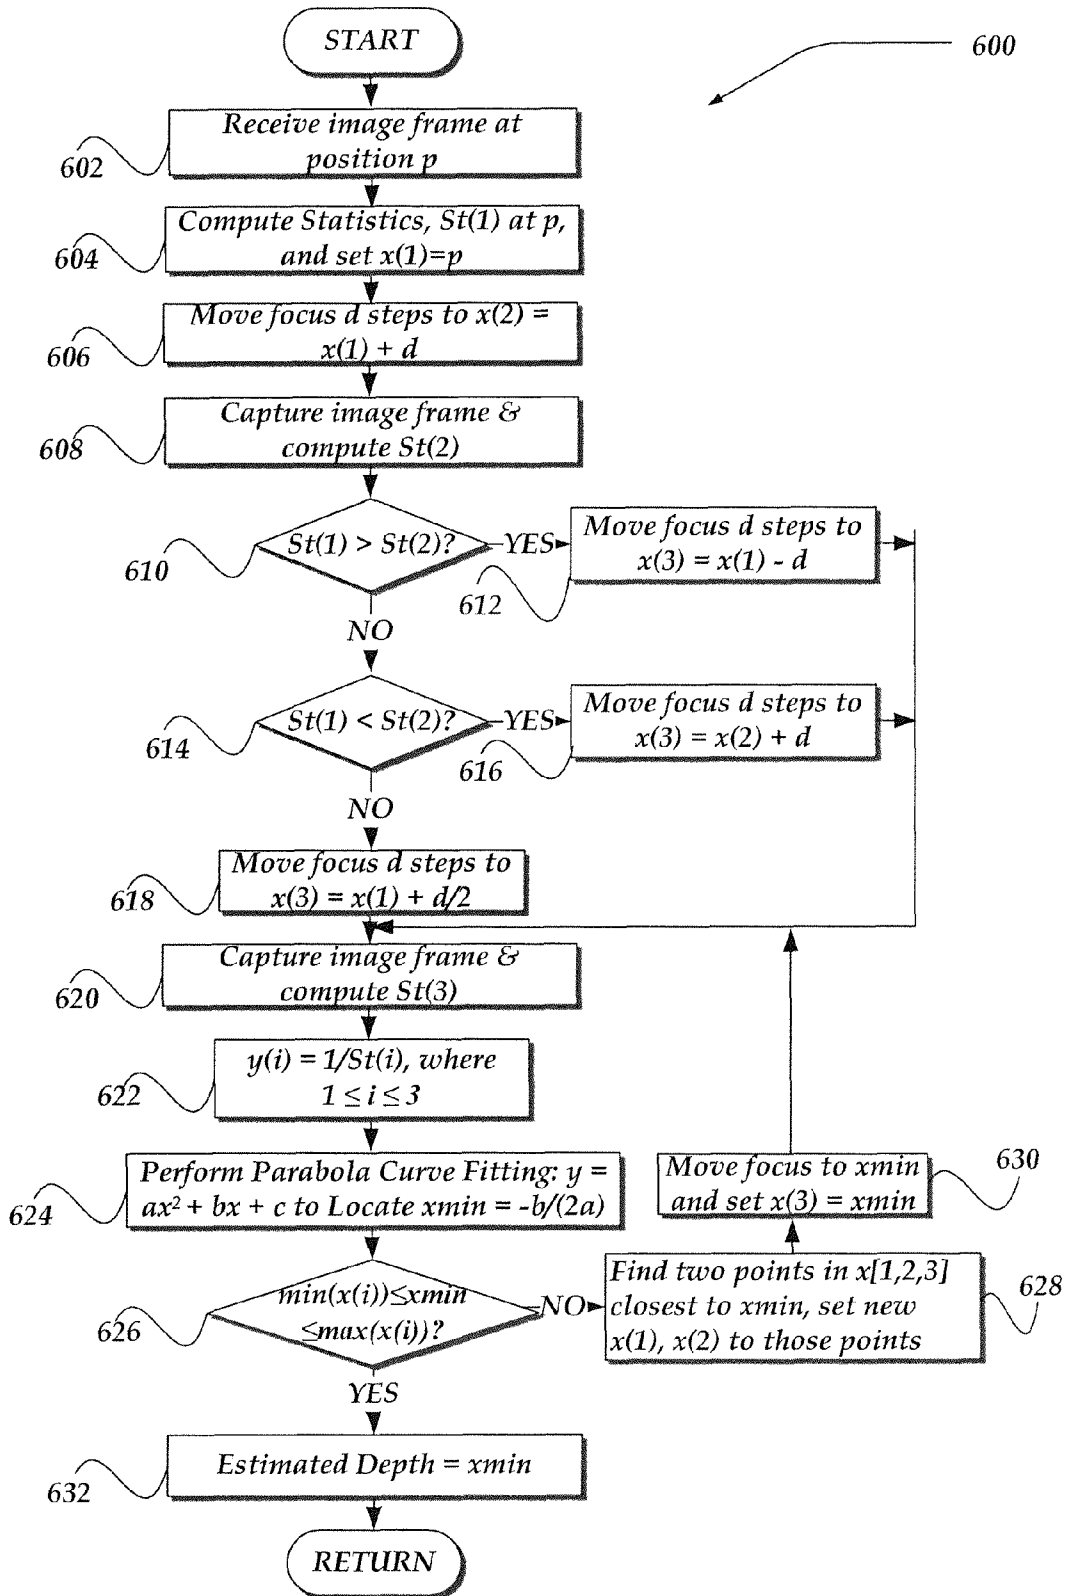 START
600
Receive image frame at
position p
602
Compute Statistics, St(1) at p,
and set x(1)=p
604
Move focus d steps to x(2) =
x(1) + d
606
Capture image frame &
compute St(2)
608
St(1) > St(2)?
610
YES
Move focus d steps to
x(3) = x(1) - d
612
NO
St(1) < St(2)?
614
YES
Move focus d steps to
x(3) = x(2) + d
616
NO
Move focus d steps to
x(3) = x(1) + d/2
618
Capture image frame &
compute St(3)
620
y(i) = 1/St(i), where
1 ≤ i ≤ 3
622
Perform Parabola Curve Fitting: y =
ax² + bx + c to Locate xmin = -b/(2a)
624
Move focus to xmin
and set x(3) = xmin
630
min(x(i))≤xmin
≤max(x(i))?
626
NO
Find two points in x[1,2,3]
closest to xmin, set new
x(1), x(2) to those points
628
YES
Estimated Depth = xmin
632
RETURN